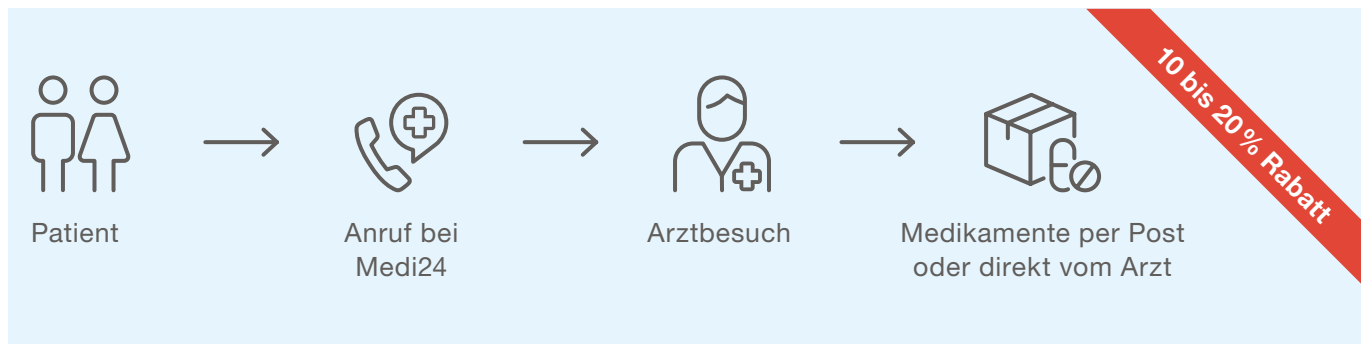 10 bis 20 % Rabatt
Patient
Anruf bei
Medi24
Arztbesuch
Medikamente per Post
oder direkt vom Arzt